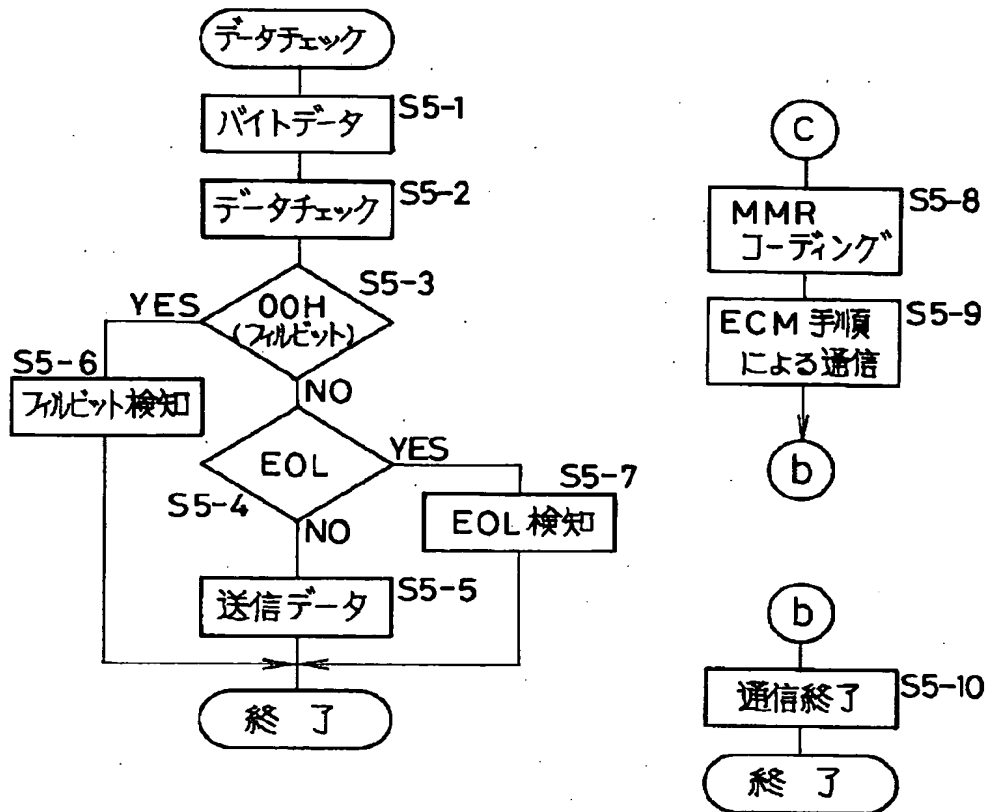 データチェック
バイトデータ
S5-1
データチェック
S5-2
00H
(フィルビット)
S5-3
YES
NO
S5-6
フィルビット検知
EOL
S5-4
YES
NO
S5-7
EOL検知
送信データ
S5-5
終了
C
MMR
コーディング
S5-8
ECM手順
による通信
S5-9
b
b
通信終了
S5-10
終了